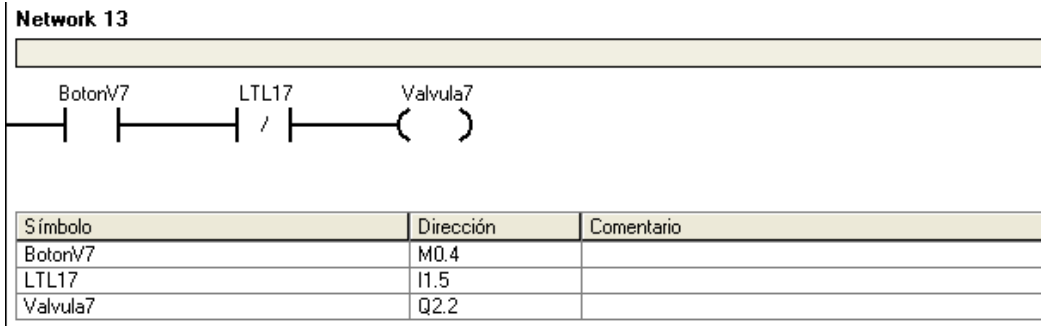 Network 13
BotonV7 LTL17 Valvula7
/
Símbolo Dirección Comentario
BotonV7 M0.4
LTL17 I1.5
Valvula7 Q2.2